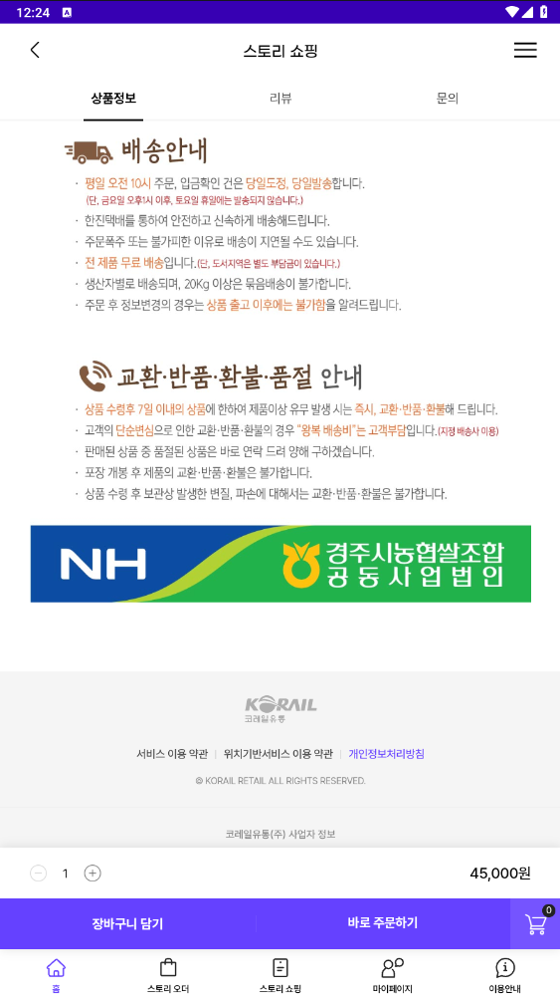 12:24
스토리 쇼핑
상품정보
리뷰
문의
배송안내
· 평일 오전 10시 주문, 입금확인 건은 당일도정, 당일발송합니다.
(단, 금요일 오후1시 이후, 토요일 휴일에는 발송되지 않습니다.)
· 한진택배를 통하여 안전하고 신속하게 배송해드립니다.
· 주문폭주 또는 불가피한 이유로 배송이 지연될 수도 있습니다.
· 전 제품 무료 배송입니다.(단, 도서지역은 별도 부담금이 있습니다.)
· 생산자별로 배송되며, 20Kg 이상은 묶음배송이 불가합니다.
· 주문 후 정보변경의 경우는 상품 출고 이후에는 불가함을 알려드립니다.
교환·반품·환불·품절 안내
· 상품 수령후 7일 이내의 상품에 한하여 제품이상 유무 발생 시는 즉시, 교환·반품·환불해 드립니다.
· 고객의 단순변심으로 인한 교환·반품·환불의 경우 "왕복 배송비"는 고객부담입니다.(지정 배송사 이용)
· 판매된 상품 중 품절된 상품은 바로 연락 드려 양해 구하겠습니다.
· 포장 개봉 후 제품의 교환·반품·환불은 불가합니다.
· 상품 수령 후 보관상 발생한 변질, 파손에 대해서는 교환·반품·환불은 불가합니다.
NH
경주시농협쌀조합
공동사업법인
KORAIL
코레일유통
서비스 이용 약관 | 위치기반서비스 이용 약관 | 개인정보처리방침
© KORAIL RETAIL ALL RIGHTS RESERVED.
코레일유통(주) 사업자 정보
1
45,000원
장바구니 담기
바로 주문하기
0
홈
스토리 오더
스토리 쇼핑
마이페이지
이용안내